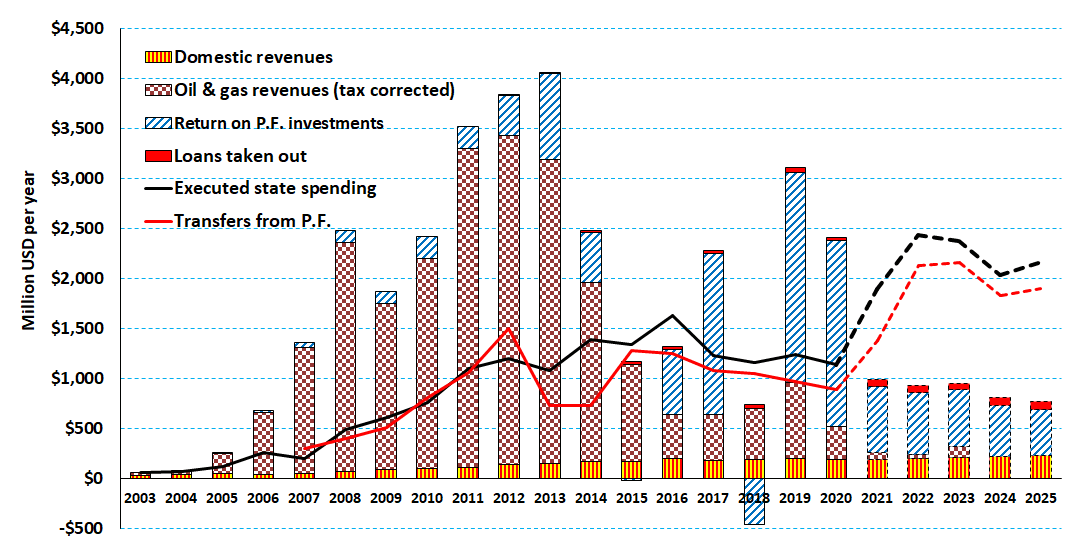 Million USD per year
$4,500
$4,000
$3,500
$3,000
$2,500
$2,000
$1,500
$1,000
$500
$0
-$500
Domestic revenues
Oil & gas revenues (tax corrected)
Return on P.F. investments
Loans taken out
Executed state spending
Transfers from P.F.
2003 2004 2005 2006 2007 2008 2009 2010 2011 2012 2013 2014 2015 2016 2017 2018 2019 2020 2021 2022 2023 2024 2025